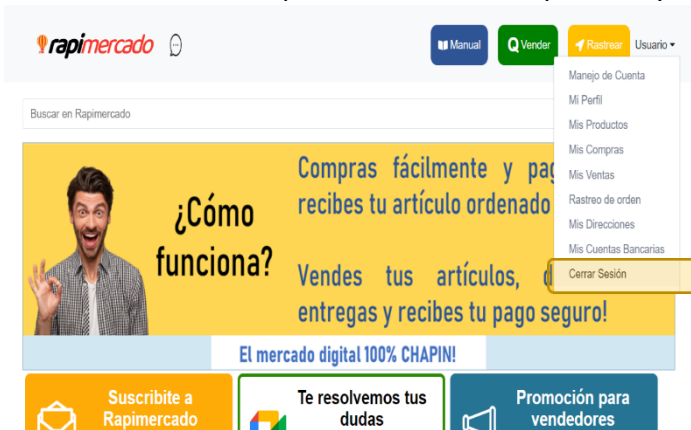 rapimercado
Manual
Q Vender
Rastrear
Usuario
Manejo de Cuenta
Mi Perfil
Mis Productos
Mis Compras
Mis Ventas
Rastreo de orden
Mis Direcciones
Mis Cuentas Bancarias
Cerrar Sesión
Buscar en Rapimercado
¿Cómo
funciona?
Compras fácilmente y
recibes tu artículo ordenado
Vendes tus artículos,
entregas y recibes tu pago seguro!
El mercado digital 100% CHAPIN!
Suscribite a
Rapimercado
Te resolvemos tus
dudas
Promoción para
vendedores